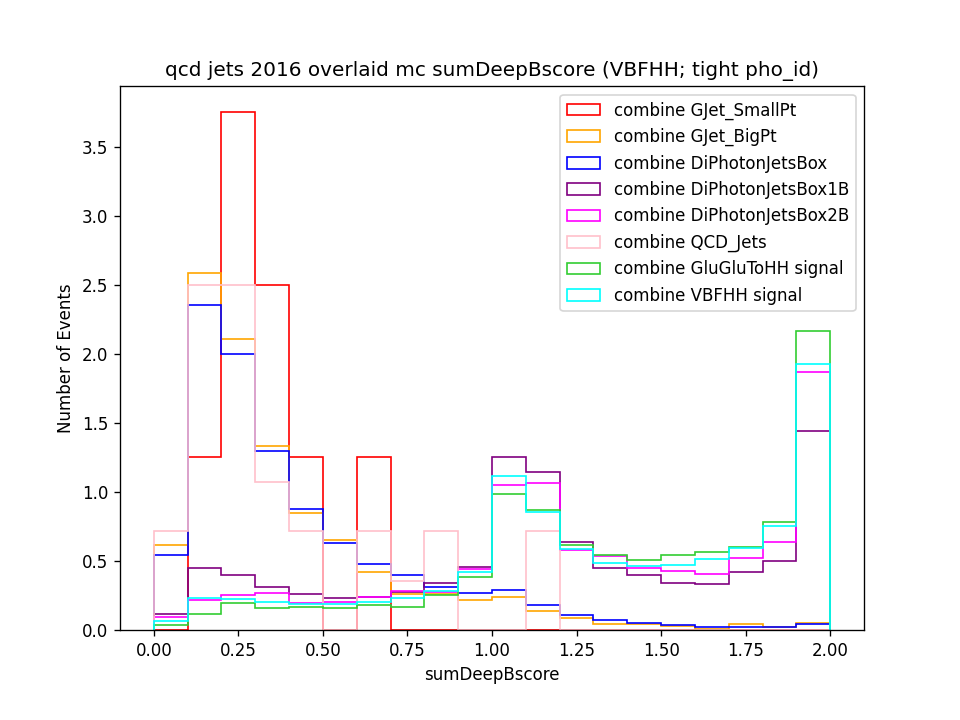 qcd jets 2016 overlaid mc sumDeepBscore (VBFHH; tight pho_id)
combine GJet_SmallPt
combine GJet_BigPt
combine DiPhotonJetsBox
combine DiPhotonJetsBox1B
combine DiPhotonJetsBox2B
combine QCD_Jets
combine GluGluToHH signal
combine VBFHH signal
Number of Events
3.5
3.0
2.5
2.0
1.5
1.0
0.5
0.0
0.00 0.25 0.50 0.75 1.00 1.25 1.50 1.75 2.00
sumDeepBscore